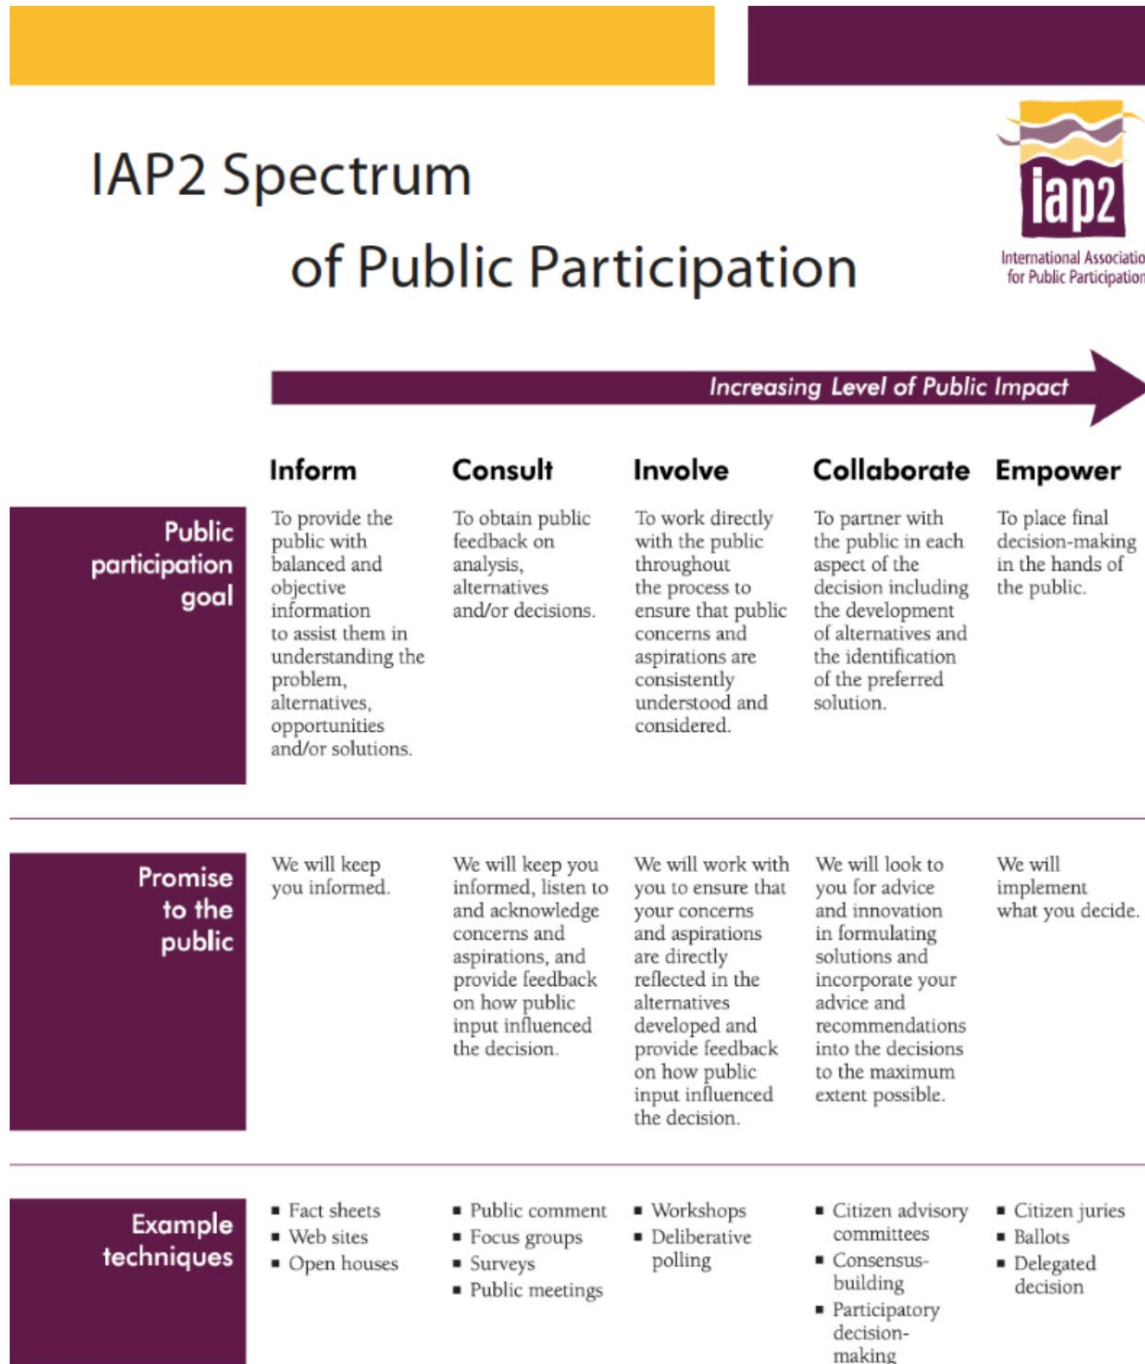 IAP2 Spectrum
of Public Participation
iap2
International Associatio
for Public Participation
Increasing Level of Public Impact
Inform
Consult
Involve
Collaborate
Empower
Public
participation
goal
To provide the
public with
balanced and
objective
information
to assist them in
understanding the
problem,
alternatives,
opportunities
and/or solutions.
To obtain public
feedback on
analysis,
alternatives
and/or decisions.
To work directly
with the public
throughout
the process to
ensure that public
concerns and
aspirations are
consistently
understood and
considered.
To partner with
the public in each
aspect of the
decision including
the development
of alternatives and
the identification
of the preferred
solution.
To place final
decision-making
in the hands of
the public.
Promise
to the
public
We will keep
you informed.
We will keep you
informed, listen to
and acknowledge
concerns and
aspirations, and
provide feedback
on how public
input influenced
the decision.
We will work with
you to ensure that
your concerns
and aspirations
are directly
reflected in the
alternatives
developed and
provide feedback
on how public
input influenced
the decision.
We will look to
you for advice
and innovation
in formulating
solutions and
incorporate your
advice and
recommendations
into the decisions
to the maximum
extent possible.
We will
implement
what you decide.
Example
techniques
▪ Fact sheets
▪ Web sites
▪ Open houses
▪ Public comment
▪ Focus groups
▪ Surveys
▪ Public meetings
▪ Workshops
▪ Deliberative
polling
▪ Citizen advisory
committees
▪ Consensus-
building
▪ Participatory
decision-
making
▪ Citizen juries
▪ Ballots
▪ Delegated
decision